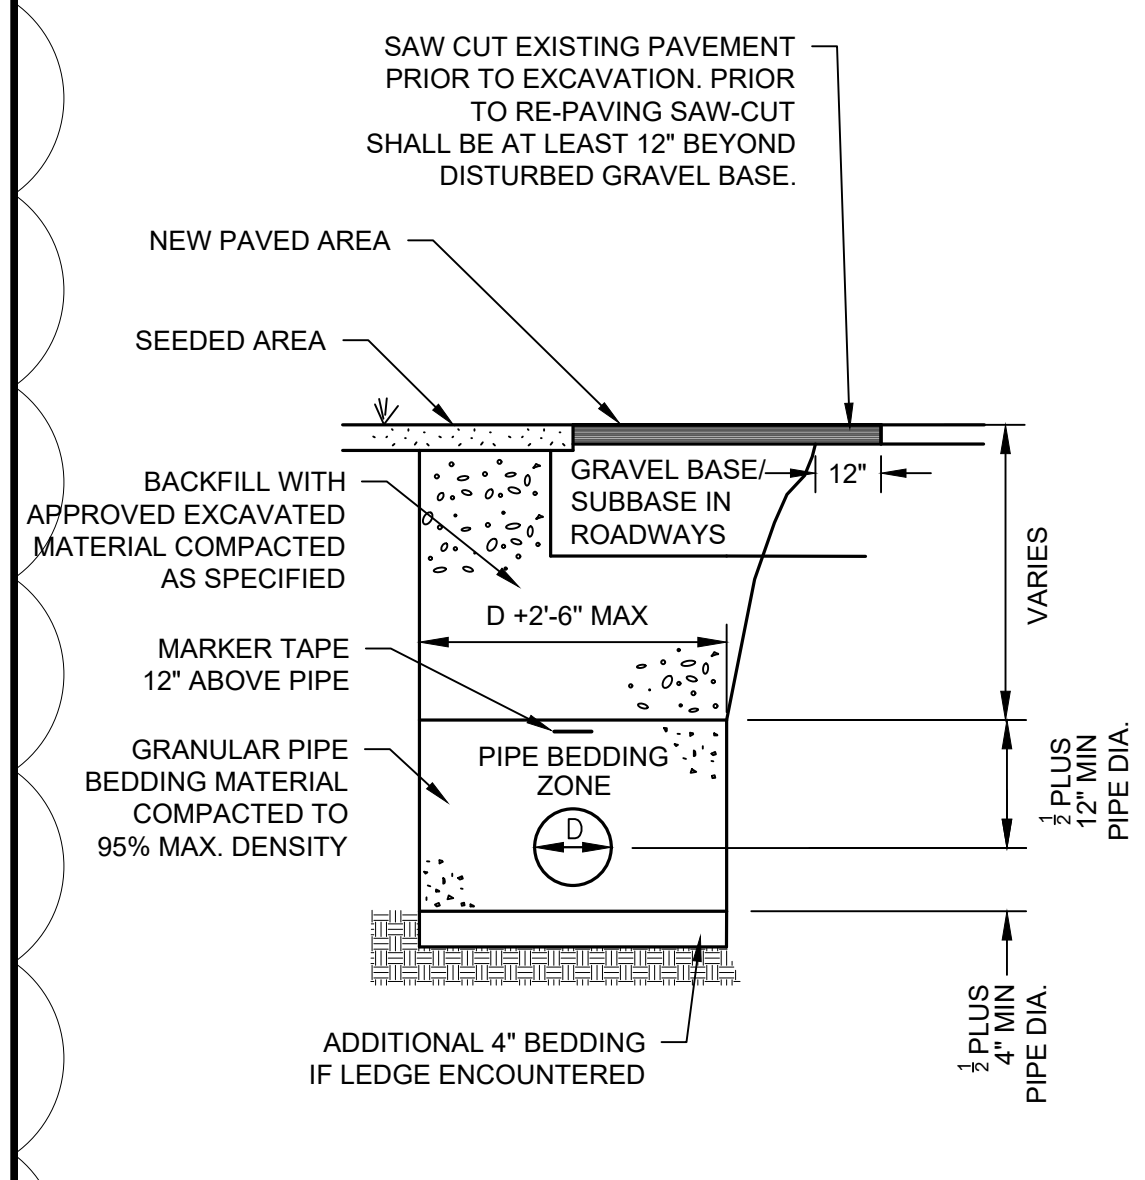 SAW CUT EXISTING PAVEMENT
PRIOR TO EXCAVATION. PRIOR
TO RE-PAVING SAW-CUT
SHALL BE AT LEAST 12" BEYOND
DISTURBED GRAVEL BASE.
NEW PAVED AREA
SEEDED AREA
BACKFILL WITH
APPROVED EXCAVATED
MATERIAL COMPACTED
AS SPECIFIED
GRAVEL BASE/
SUBBASE IN
ROADWAYS
12"
VARIES
D +2'-6" MAX
MARKER TAPE
12" ABOVE PIPE
GRANULAR PIPE
BEDDING MATERIAL
COMPACTED TO
95% MAX. DENSITY
PIPE BEDDING
ZONE
D
1/2 PLUS
12" MIN
PIPE DIA.
1/2 PLUS
4" MIN
PIPE DIA.
ADDITIONAL 4" BEDDING
IF LEDGE ENCOUNTERED